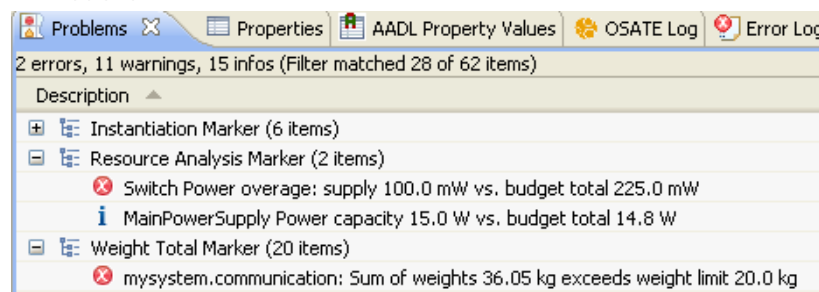 Problems Properties AADL Property Values OSATE Log Error Log
2 errors, 11 warnings, 15 infos (Filter matched 28 of 62 items)
Description
Instantiation Marker (6 items)
Resource Analysis Marker (2 items)
Switch Power overage: supply 100.0 mW vs. budget total 225.0 mW
MainPowerSupply Power capacity 15.0 W vs. budget total 14.8 W
Weight Total Marker (20 items)
mysystem.communication: Sum of weights 36.05 kg exceeds weight limit 20.0 kg